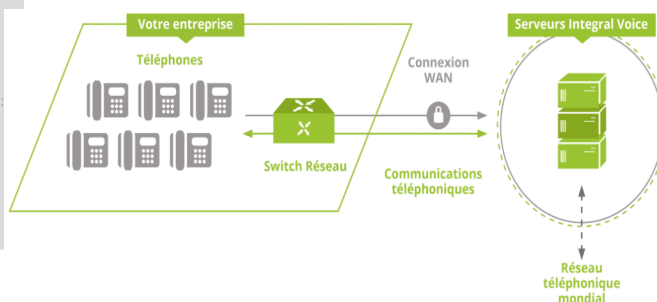 Votre entreprise
Serveurs Integral Voice
Téléphones
Connexion
WAN
Switch Réseau
Communications
téléphoniques
Réseau
téléphonique
mondial